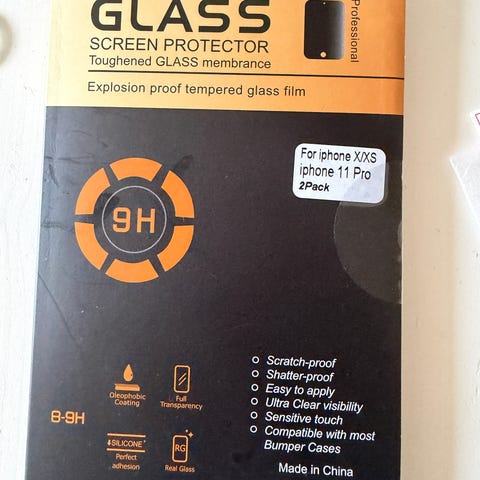 GLASS
Professional
SCREEN PROTECTOR
Toughened GLASS membrance
Explosion proof tempered glass film
For iphone X/XS
iphone 11 Pro
2Pack
9H
Oleophobic
Coating
Full
Transparency
8-9H
SILICONE
Perfect
adhesion
RG
Real Glass
Scratch-proof
Shatter-proof
Easy to apply
Ultra Clear visibility
Sensitive touch
Compatible with most
Bumper Cases
Made in China